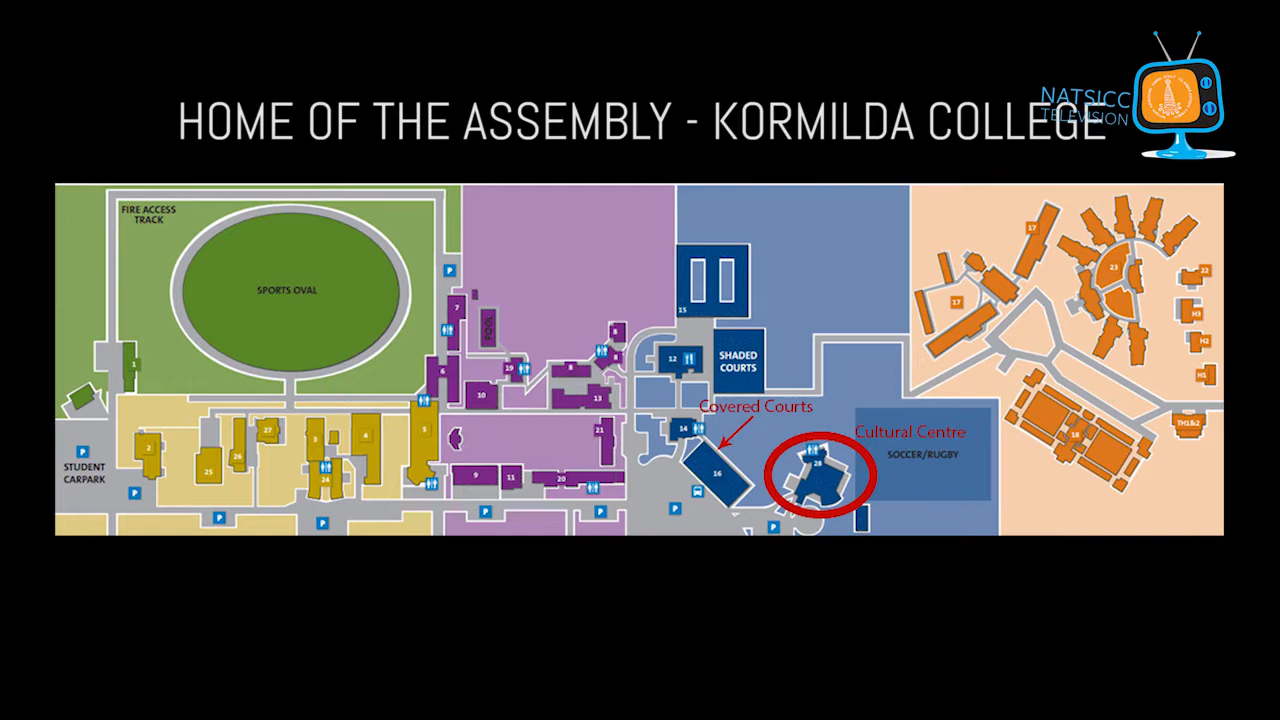 NATSICC
TELEVISION
HOME OF THE ASSEMBLY - KORMILDA COLLEGE
FIRE ACCESS
TRACK
SPORTS OVAL
P
1
7
6
POOL
19
10
8
8
8
13
15
12
SHADED
COURTS
17
17
23
22
H3
H2
H1
TH1&2
18
Covered Courts
Cultural Centre
SOCCER/RUGBY
14
16
28
2
25
26
27
3
24
4
5
9
11
20
21
P
STUDENT
CARPARK
P
P
P
P
P
P
P